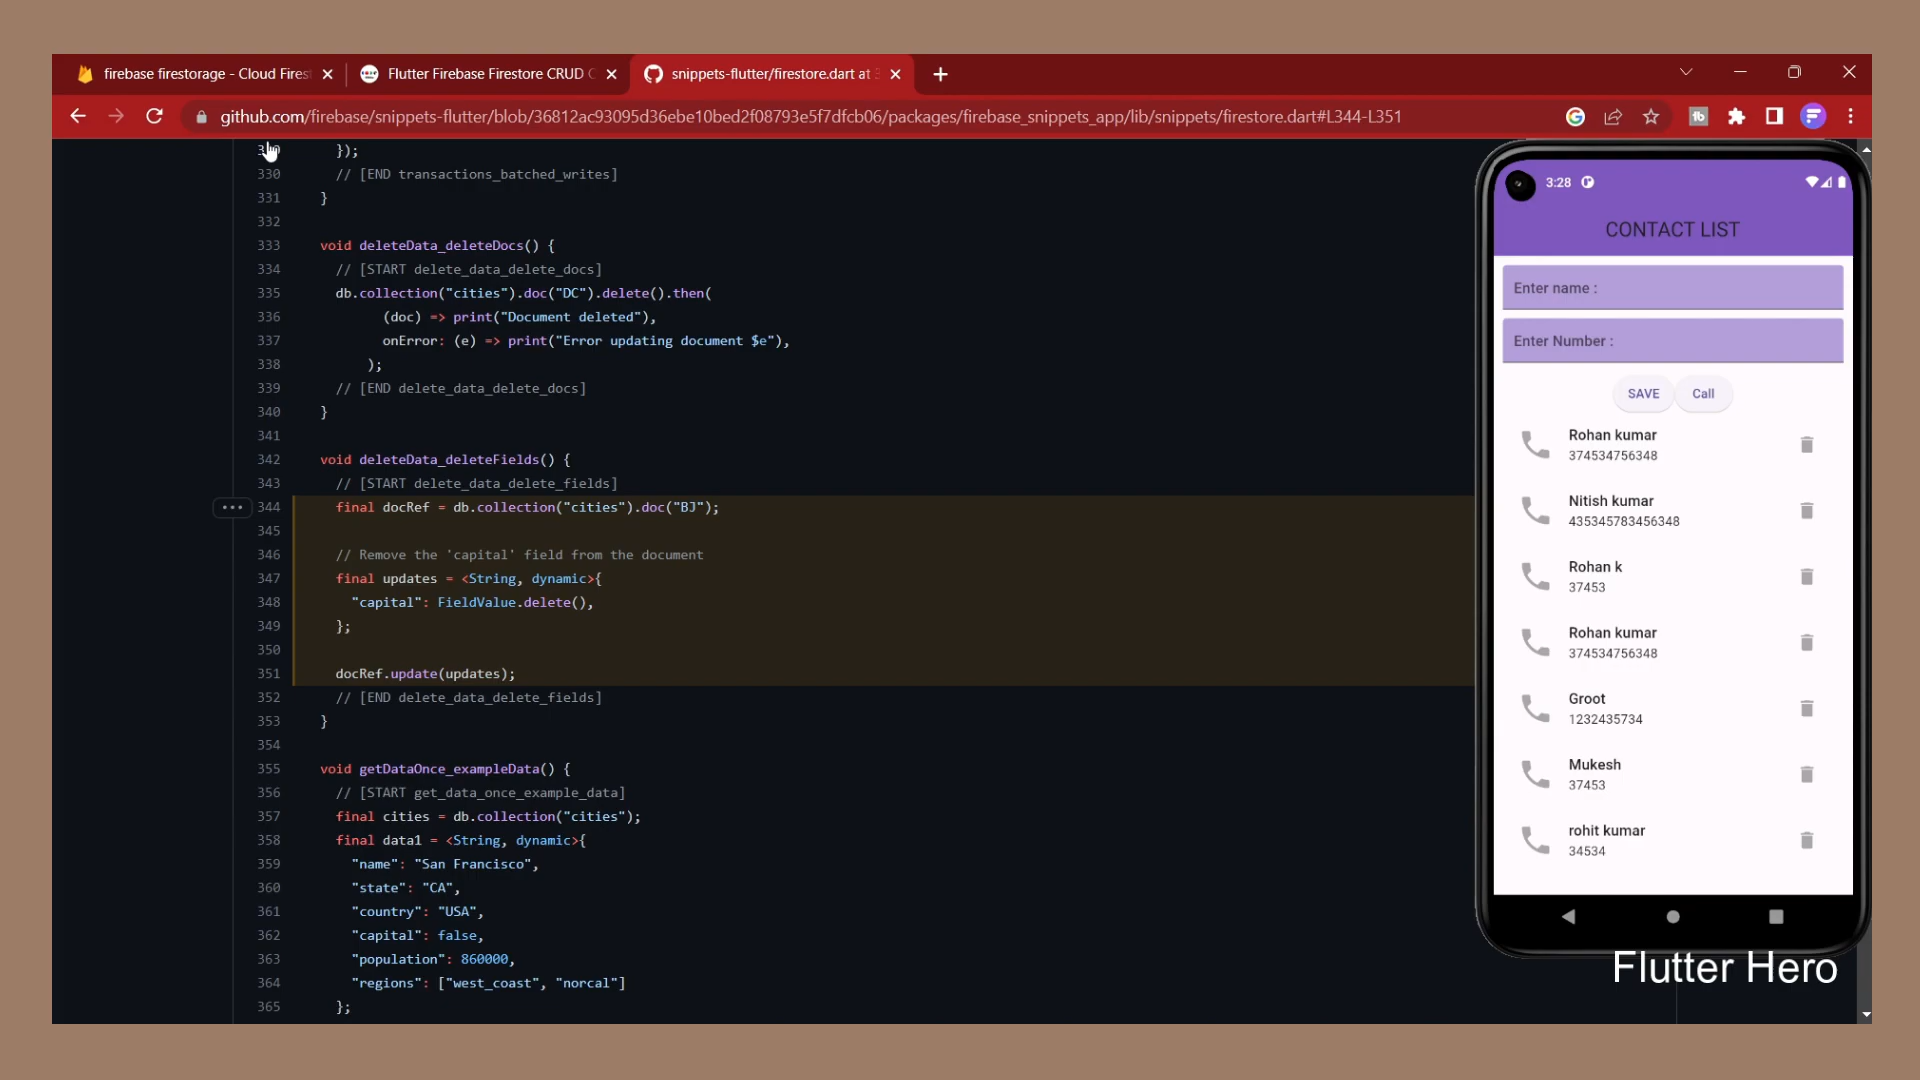 firebase firestorage - Cloud Fires
Flutter Firebase Firestore CRUD
snippets-flutter/firestore.dart at
github.com/firebase/snippets-flutter/blob/36812ac93095d36ebe10bed2f08793e5f7dfcb06/packages/firebase_snippets_app/lib/snippets/firestore.dart#L344-L351
});
330 // [END transactions_batched_writes]
331 }
332
333 void deleteData_deleteDocs() {
334 // [START delete_data_delete_docs]
335 db.collection("cities").doc("DC").delete().then(
336 (doc) => print("Document deleted"),
337 onError: (e) => print("Error updating document $e"),
338 );
339 // [END delete_data_delete_docs]
340 }
341
342 void deleteData_deleteFields() {
343 // [START delete_data_delete_fields]
344 final docRef = db.collection("cities").doc("BJ");
345
346 // Remove the 'capital' field from the document
347 final updates = <String, dynamic>{
348 "capital": FieldValue.delete(),
349 };
350
351 docRef.update(updates);
352 // [END delete_data_delete_fields]
353 }
354
355 void getDataOnce_exampleData() {
356 // [START get_data_once_example_data]
357 final cities = db.collection("cities");
358 final data1 = <String, dynamic>{
359 "name": "San Francisco",
360 "state": "CA",
361 "country": "USA",
362 "capital": false,
363 "population": 860000,
364 "regions": ["west_coast", "norcal"]
365 };
3:28
CONTACT LIST
Enter name :
Enter Number :
SAVE Call
Rohan kumar
374534756348
Nitish kumar
435345783456348
Rohan k
37453
Rohan kumar
374534756348
Groot
1232435734
Mukesh
37453
rohit kumar
34534
Flutter Hero